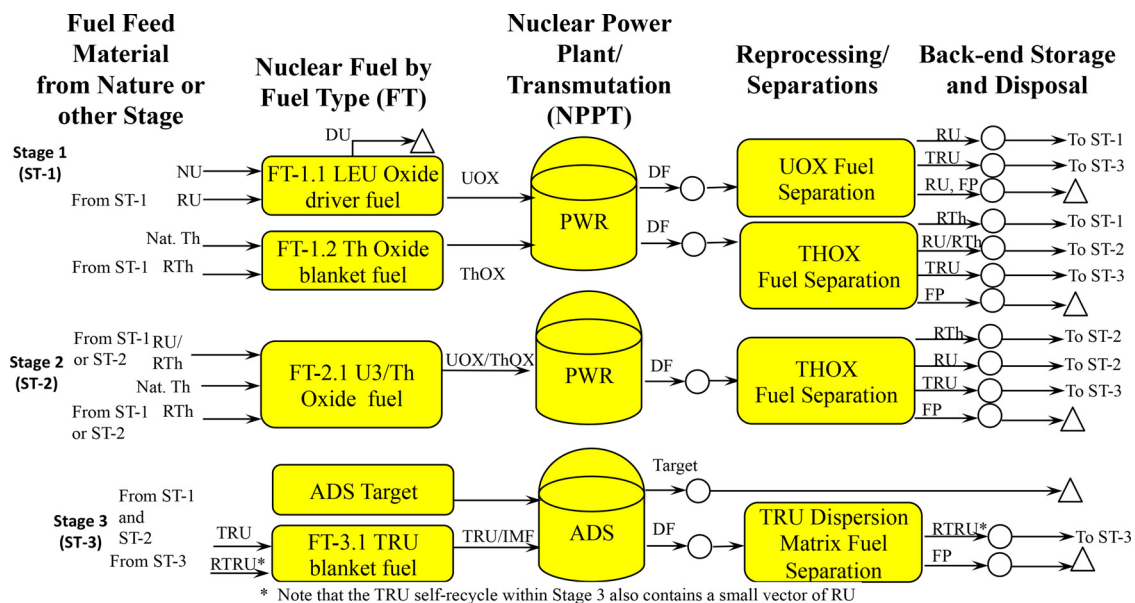 Fuel Feed
Material
from Nature or
other Stage
Nuclear Fuel by
Fuel Type (FT)
Nuclear Power
Plant/
Transmutation
(NPPT)
Reprocessing/
Separations
Back-end Storage
and Disposal
Stage 1
(ST-1)
DU
NU
From ST-1 RU
FT-1.1 LEU Oxide
driver fuel
UOX
Nat. Th
From ST-1 RTh
FT-1.2 Th Oxide
blanket fuel
ThOX
PWR
DF
DF
UOX Fuel
Separation
RU
To ST-1
TRU
To ST-3
RU, FP
THOX
Fuel Separation
RTh
To ST-1
RU/RTh
To ST-2
TRU
To ST-3
FP
Stage 2
(ST-2)
From ST-1
or ST-2
RU/
RTh
Nat. Th
From ST-1
or ST-2
RTh
FT-2.1 U3/Th
Oxide fuel
UOX/ThOX
PWR
DF
THOX
Fuel Separation
RTh
To ST-2
RU
To ST-2
TRU
To ST-3
FP
Stage 3
(ST-3)
From ST-1
and
ST-2
TRU
From ST-3
RTRU*
ADS Target
FT-3.1 TRU
blanket fuel
TRU/IMF
ADS
Target
DF
TRU Dispersion
Matrix Fuel
Separation
RTRU*
To ST-3
FP
* Note that the TRU self-recycle within Stage 3 also contains a small vector of RU